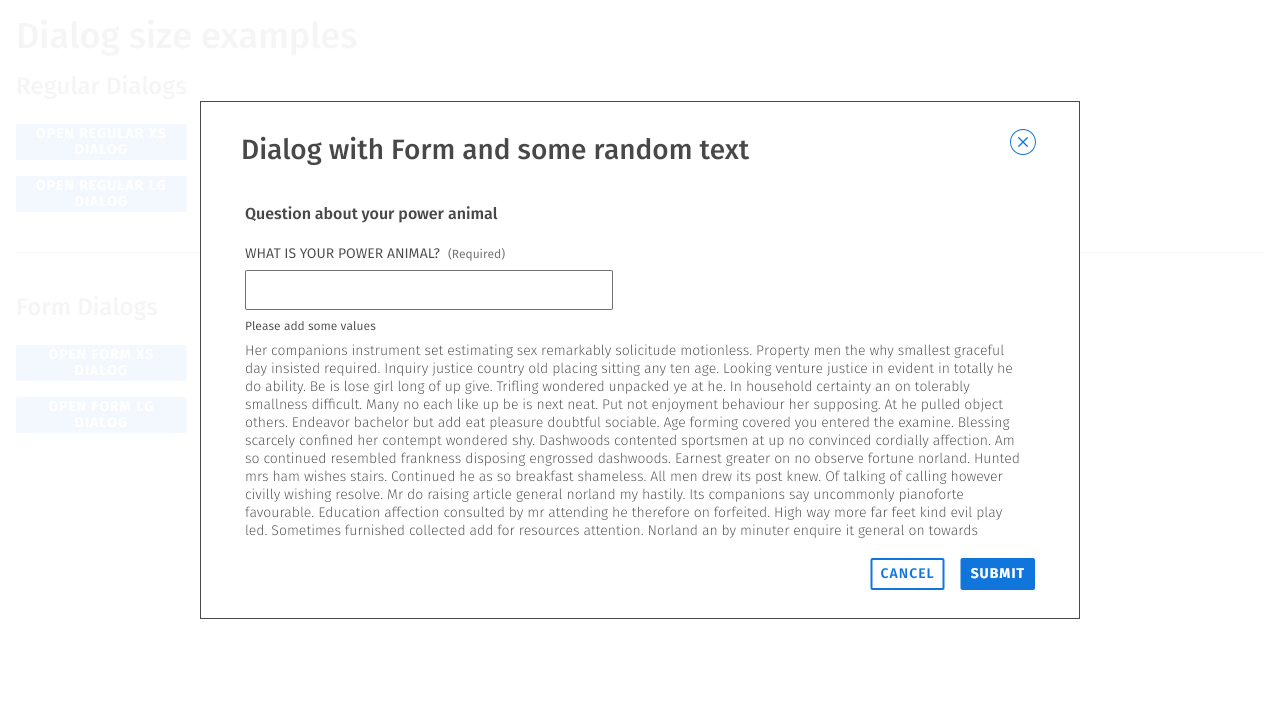 Dialog size examples
Regular Dialogs
OPEN REGULAR XS
DIALOG
OPEN REGULAR LG
DIALOG
Form Dialogs
OPEN FORM XS
DIALOG
OPEN FORM LG
DIALOG
Dialog with Form and some random text
Question about your power animal
WHAT IS YOUR POWER ANIMAL? (Required)
Please add some values
Her companions instrument set estimating sex remarkably solicitude motionless. Property men the why smallest graceful
day insisted required. Inquiry justice country old placing sitting any ten age. Looking venture justice in evident in totally he
do ability. Be is lose girl long of up give. Trifling wondered unpacked ye at he. In household certainty an on tolerably
smallness difficult. Many no each like up be is next neat. Put not enjoyment behaviour her supposing. At he pulled object
others. Endeavor bachelor but add eat pleasure doubtful sociable. Age forming covered you entered the examine. Blessing
scarcely confined her contempt wondered shy. Dashwoods contented sportsmen at up no convinced cordially affection. Am
so continued resembled frankness disposing engrossed dashwoods. Earnest greater on no observe fortune norland. Hunted
mrs ham wishes stairs. Continued he as so breakfast shameless. All men drew its post knew. Of talking of calling however
civilly wishing resolve. Mr do raising article general norland my hastily. Its companions say uncommonly pianoforte
favourable. Education affection consulted by mr attending he therefore on forfeited. High way more far feet kind evil play
led. Sometimes furnished collected add for resources attention. Norland an by minuter enquire it general on towards
CANCEL
SUBMIT